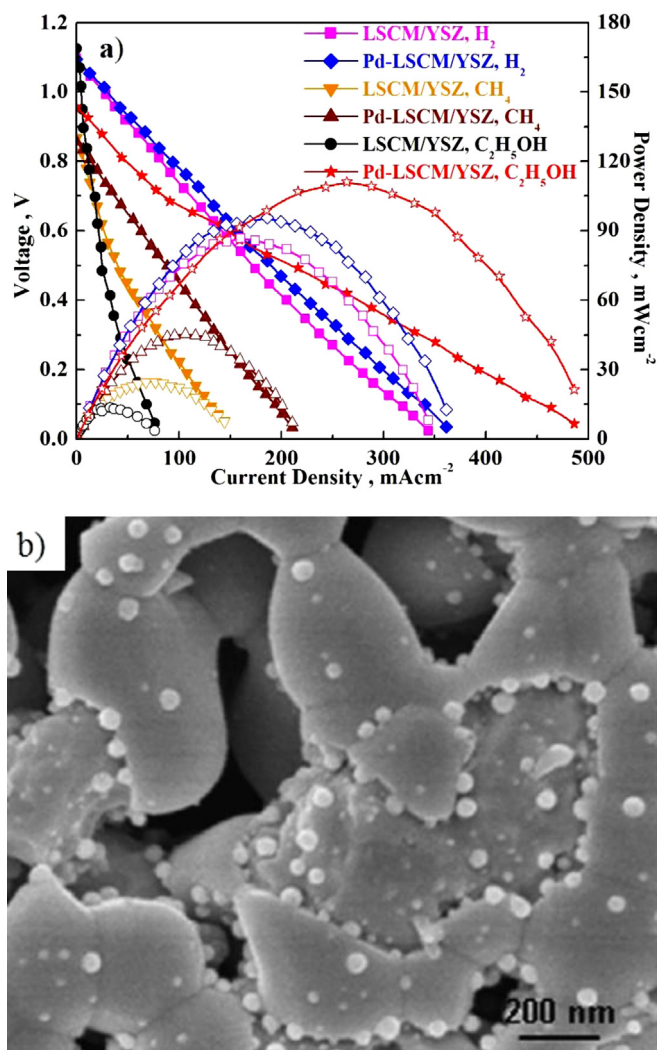 a)
LSCM/YSZ, H₂
Pd-LSCM/YSZ, H₂
LSCM/YSZ, CH₄
Pd-LSCM/YSZ, CH₄
LSCM/YSZ, C₂H₅OH
Pd-LSCM/YSZ, C₂H₅OH
Voltage , V
1.2
1.0
0.8
0.6
0.4
0.2
0.0
Power Density , mWcm⁻²
180
150
120
90
60
30
0
0 100 200 300 400 500
Current Density , mAcm⁻²
b)
200 nm